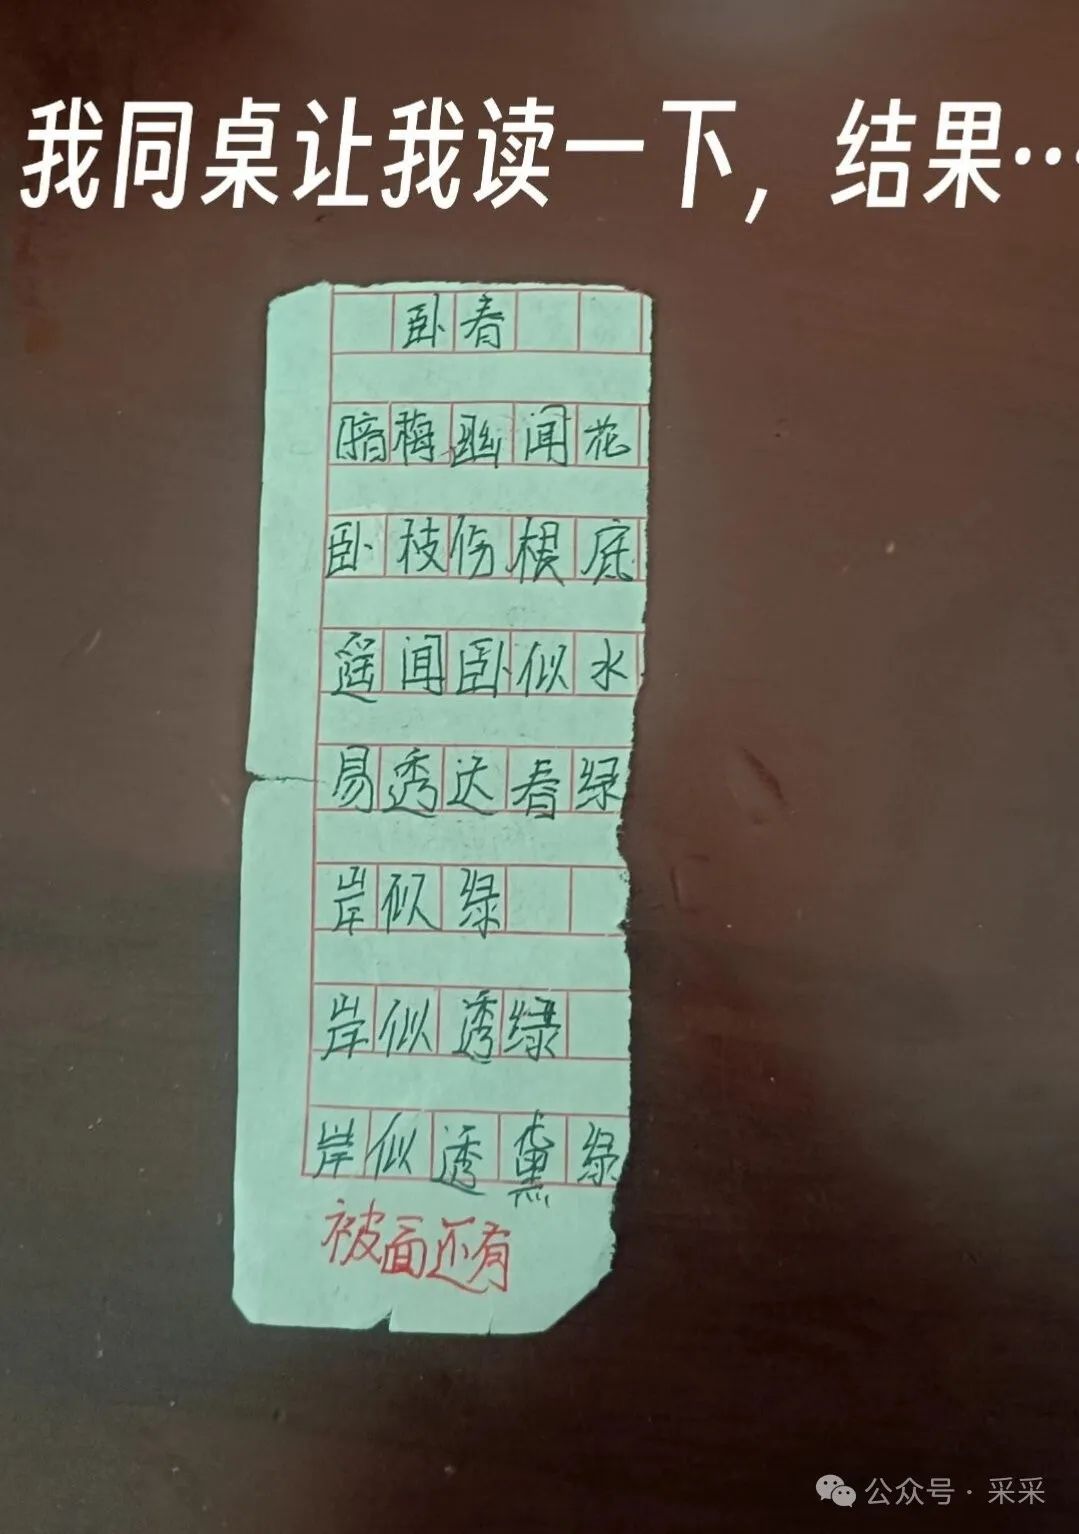 我同桌让我读一下，结果…
卧春
暗梅幽闻花
卧枝伤根底
遥闻卧似水
易透达春绿
岸似绿
岸似透绿
岸似透黛绿
被面还有
公众号·采采